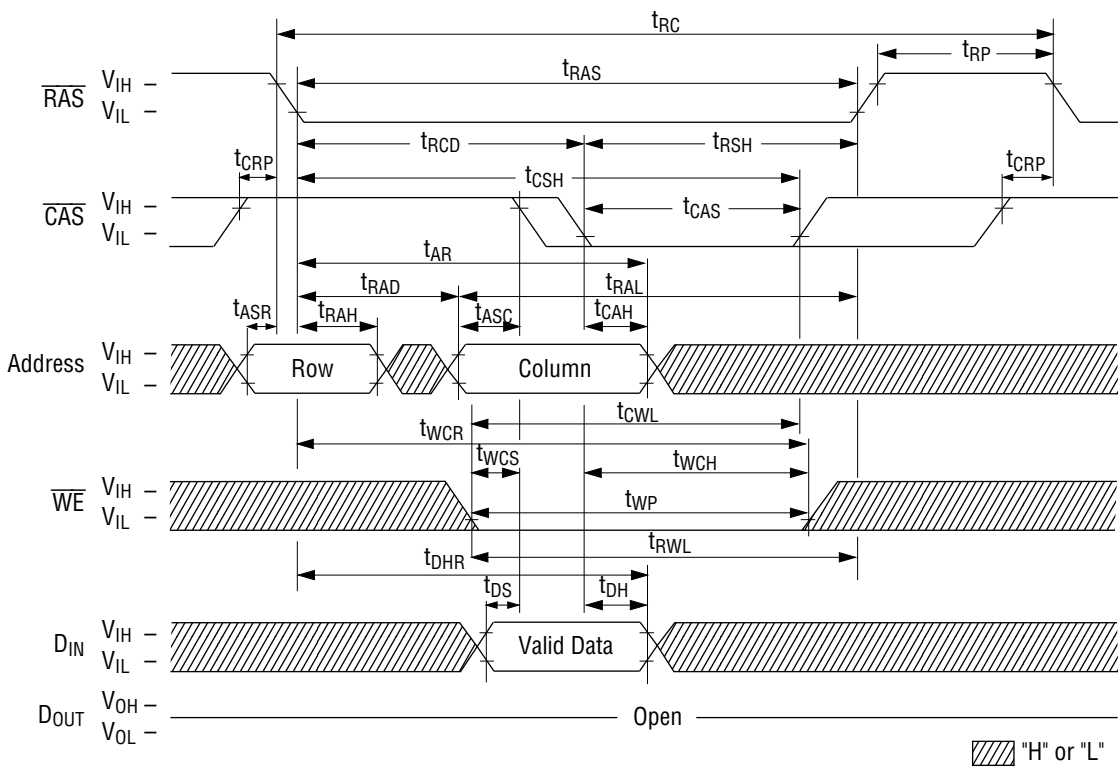 tRC
tRP
tRAS
RAS VIH
VIL
tRCD tRSH
tCRP tCSH tCRP
CAS VIH
VIL
tCAS
tAR
tRAD tRAL
tASR tRAH tASC tCAH
Address VIH
VIL
Row Column
tCWL
tWCR
tWCS tWCH
WE VIH
VIL
tWP
tRWL
tDHR
tDS tDH
DIN VIH
VIL
Valid Data
DOUT VOH
VOL
Open
"H" or "L"